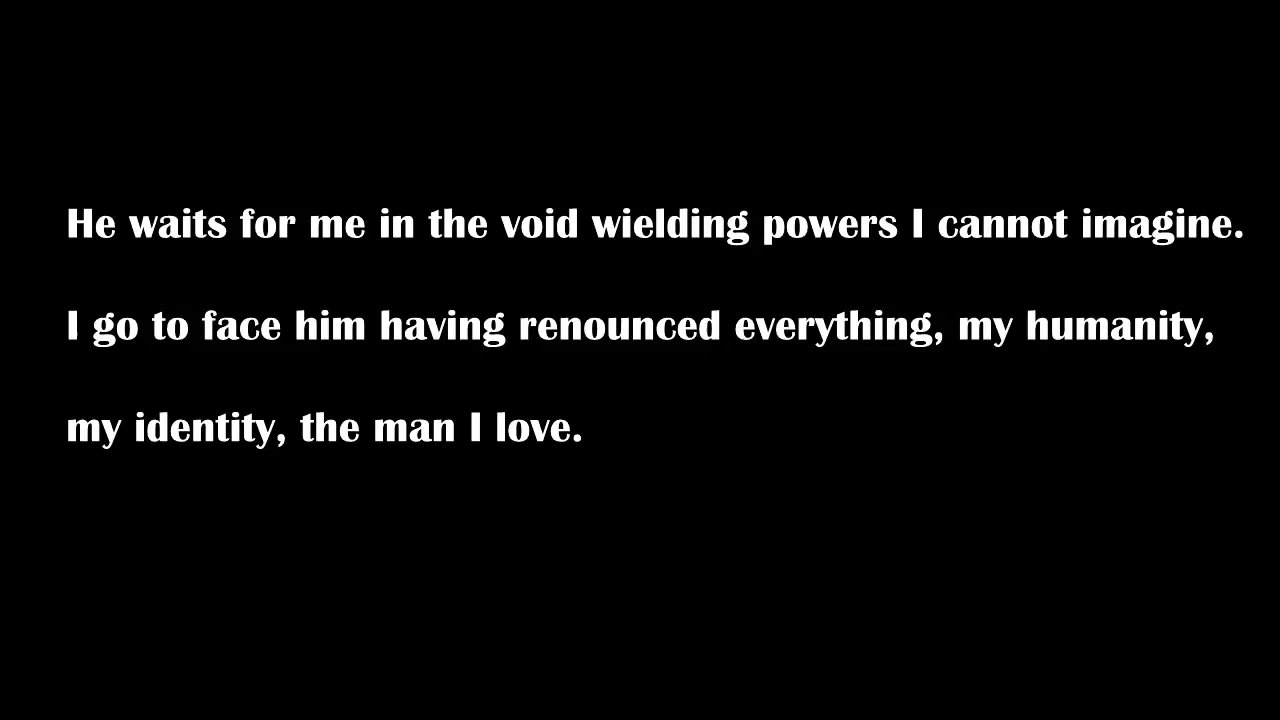 He waits for me in the void wielding powers I cannot imagine.
I go to face him having renounced everything, my humanity,
my identity, the man I love.